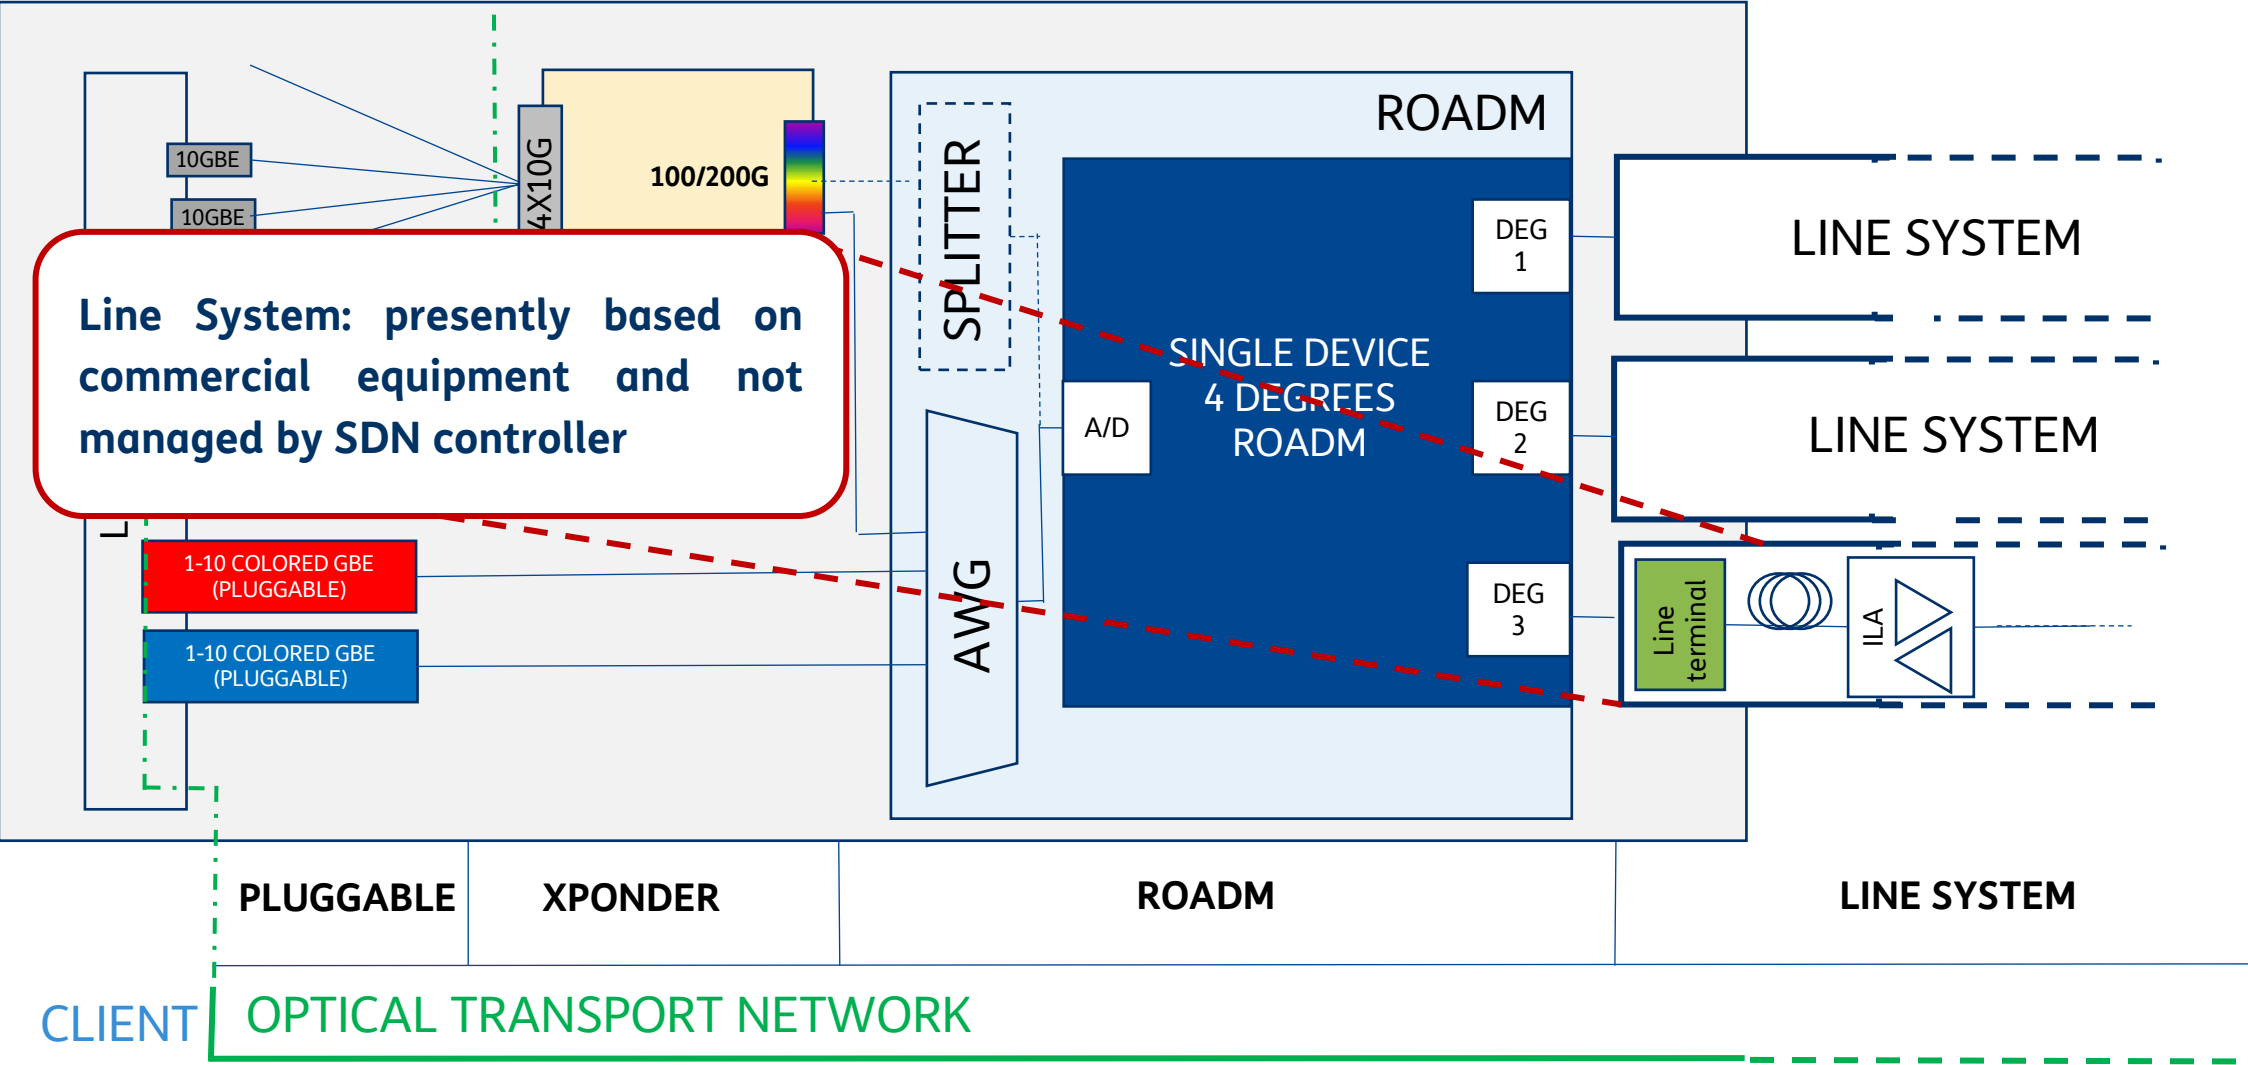 ROADM
10GBE
10GBE
4X10G
100/200G
SPLITTER
DEG
1
LINE SYSTEM
Line System: presently based on
commercial equipment and not
managed by SDN controller
SINGLE DEVICE
4 DEGREES
ROADM
A/D
DEG
2
LINE SYSTEM
L
1-10 COLORED GBE
(PLUGGABLE)
1-10 COLORED GBE
(PLUGGABLE)
AWG
DEG
3
Line
terminal
ILA
PLUGGABLE
XPONDER
ROADM
LINE SYSTEM
CLIENT
OPTICAL TRANSPORT NETWORK